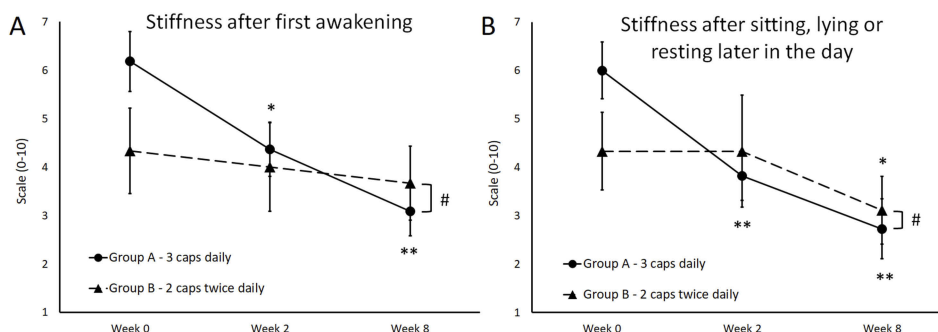 A
Stiffness after first awakening
7
6
5
4
3
2
1
Scale (0-10)
*
**
#
Group A - 3 caps daily
Group B - 2 caps twice daily
Week 0
Week 2
Week 8
B
Stiffness after sitting, lying or
resting later in the day
7
6
5
4
3
2
1
Scale (0-10)
**
*
#
**
Group A - 3 caps daily
Group B - 2 caps twice daily
Week 0
Week 2
Week 8